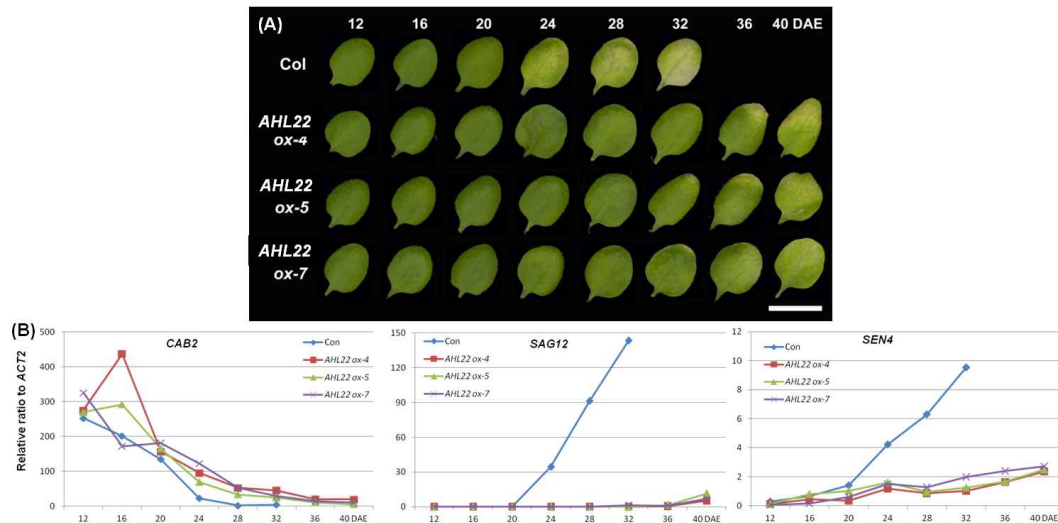 (A) 12 16 20 24 28 32 36 40 DAE
Col
AHL22
ox-4
AHL22
ox-5
AHL22
ox-7
(B)
Relative ratio to ACT2
CAB2
500
400
300
200
100
0
12 16 20 24 28 32 36 40 DAE
Con
AHL22 ox-4
AHL22 ox-5
AHL22 ox-7
SAG12
150
120
90
60
30
0
12 16 20 24 28 32 36 40 DAE
Con
AHL22 ox-4
AHL22 ox-5
AHL22 ox-7
SEN4
12
10
8
6
4
2
0
12 16 20 24 28 32 36 40 DAE
Con
AHL22 ox-4
AHL22 ox-5
AHL22 ox-7